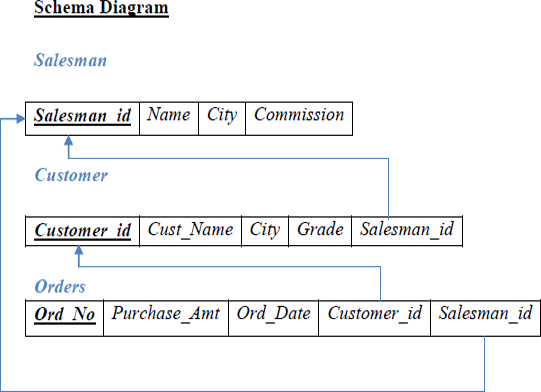 Schema Diagram
Salesman
Salesman_id Name City Commission
Customer
Customer_id Cust_Name City Grade Salesman_id
Orders
Ord_No Purchase_Amt Ord_Date Customer_id Salesman_id